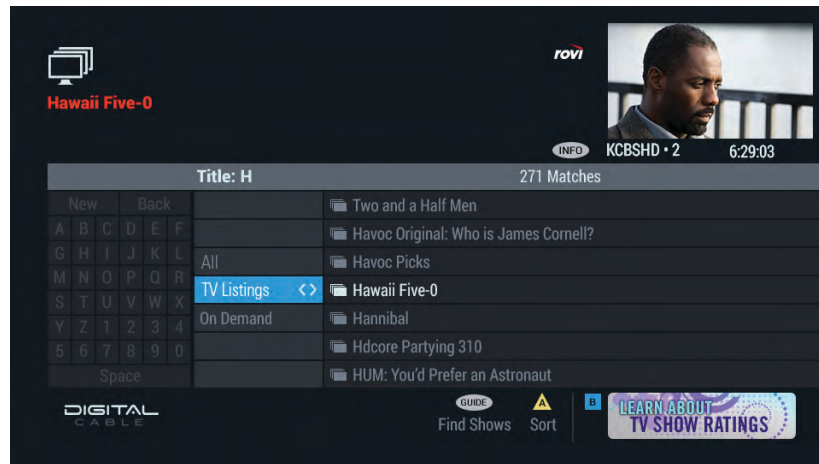 rovi
Hawaii Five-0
INFO KCBSHD • 2 6:29:03
Title: H 271 Matches
New Back
A B C D E F
G H I J K L
M N O P Q R
S T U V W X
Y Z 1 2 3 4
5 6 7 8 9 0
Space
All
TV Listings <>
On Demand
Two and a Half Men
Havoc Original: Who is James Cornell?
Havoc Picks
Hawaii Five-0
Hannibal
Hdcore Partying 310
HUM: You'd Prefer an Astronaut
DIGITAL
CABLE
GUIDE
Find Shows
A
Sort
B
LEARN ABOUT
TV SHOW RATINGS